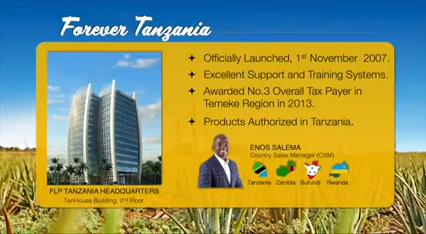 Forever Tanzania
Officially Launched, 1st November 2007.
Excellent Support and Training Systems.
Awarded No.3 Overall Tax Payer in
Temeke Region in 2013.
Products Authorized in Tanzania.
ENOS SALEMA
Country Sales Manager (CSM)
Tanzania Zambia Burundi Rwanda
FLP TANZANIA HEADQUARTERS
TanHouse Building, 2nd Floor